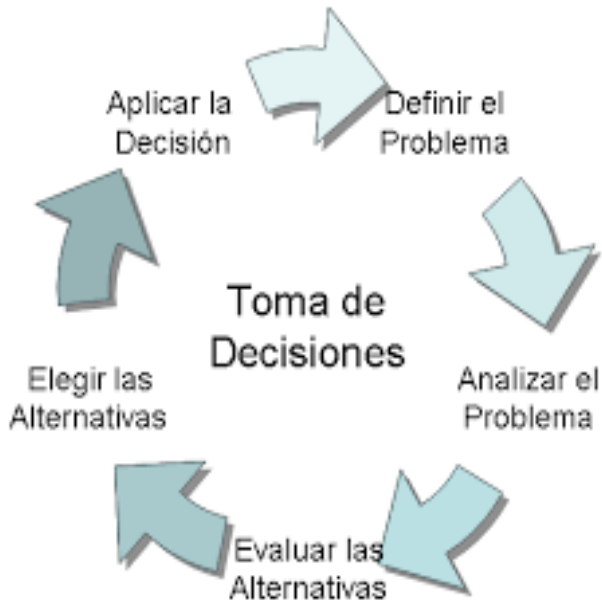 Aplicar la
Decisión
Definir el
Problema
Toma de
Decisiones
Elegir las
Alternativas
Analizar el
Problema
Evaluar las
Alternativas